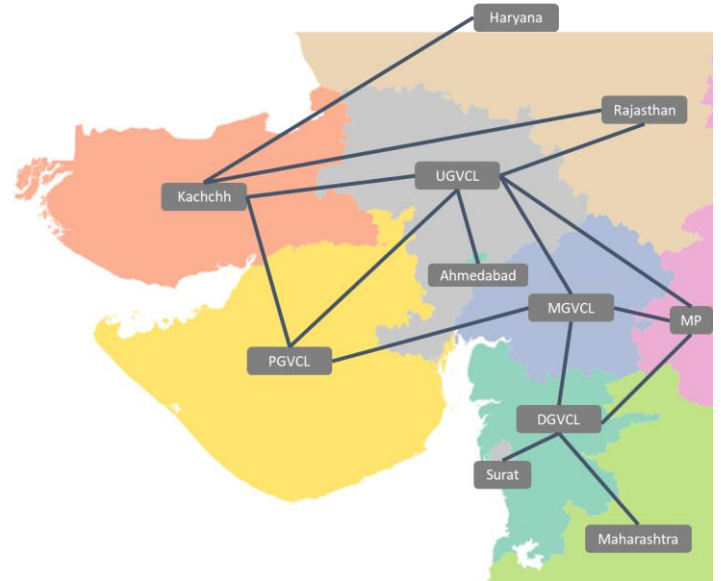 Haryana
Rajasthan
UGVCL
Kachchh
Ahmedabad
MGVCL
MP
PGVCL
DGVCL
Surat
Maharashtra